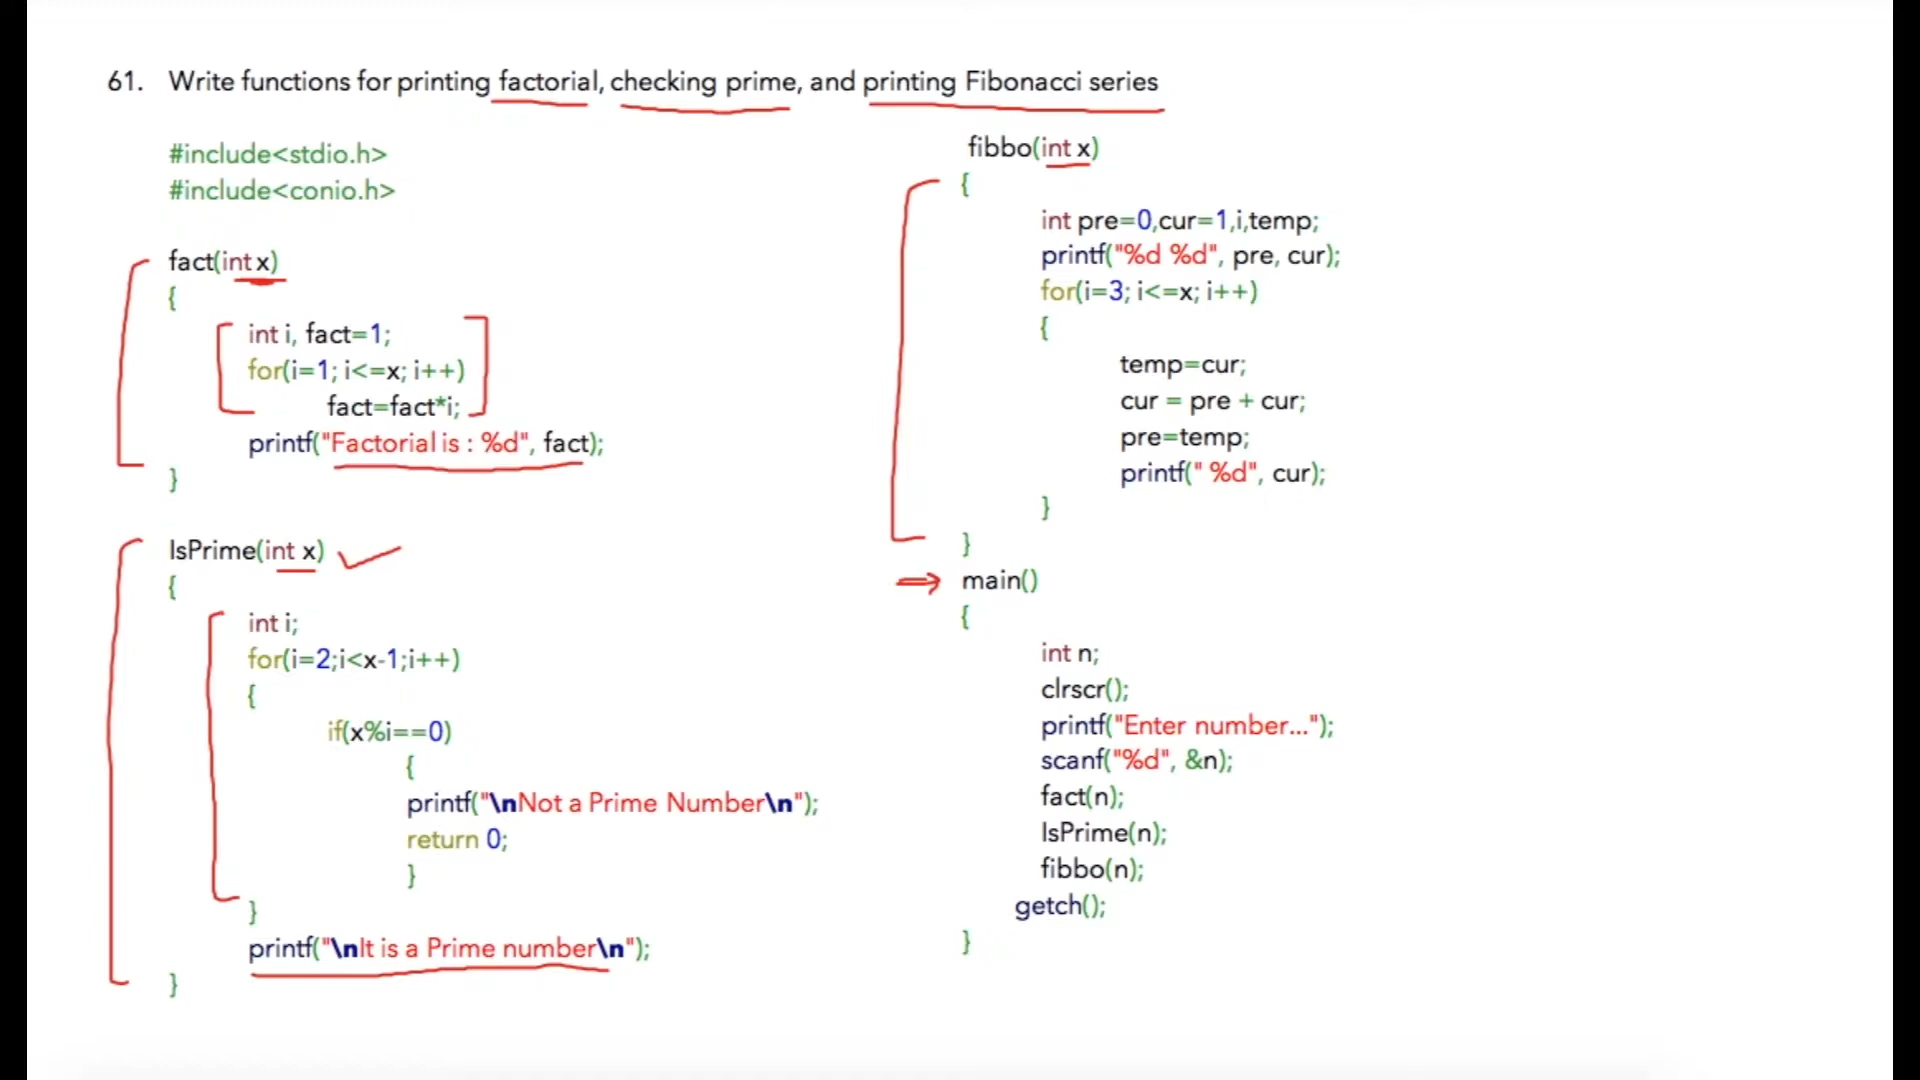 61. Write functions for printing factorial, checking prime, and printing Fibonacci series
#include<stdio.h>
#include<conio.h>
fact(int x)
{
int i, fact=1;
for(i=1; i<=x; i++)
fact=fact*i;
printf("Factorial is : %d", fact);
}
IsPrime(int x)
{
int i;
for(i=2;i<x-1;i++)
{
if(x%i==0)
{
printf("\nNot a Prime Number\n");
return 0;
}
}
printf("\nIt is a Prime number\n");
}
fibbo(int x)
{
int pre=0,cur=1,i,temp;
printf("%d %d", pre, cur);
for(i=3; i<=x; i++)
{
temp=cur;
cur = pre + cur;
pre=temp;
printf(" %d", cur);
}
}
main()
{
int n;
clrscr();
printf("Enter number...");
scanf("%d", &n);
fact(n);
IsPrime(n);
fibbo(n);
getch();
}